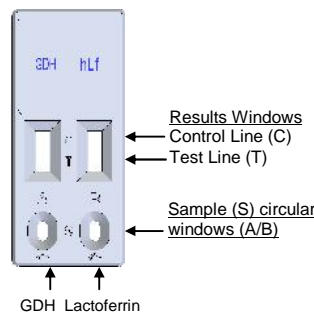 GDH hLf
Results Windows
Control Line (C)
T Test Line (T)
Sample (S) circular
windows (A/B)
GDH Lactoferrin